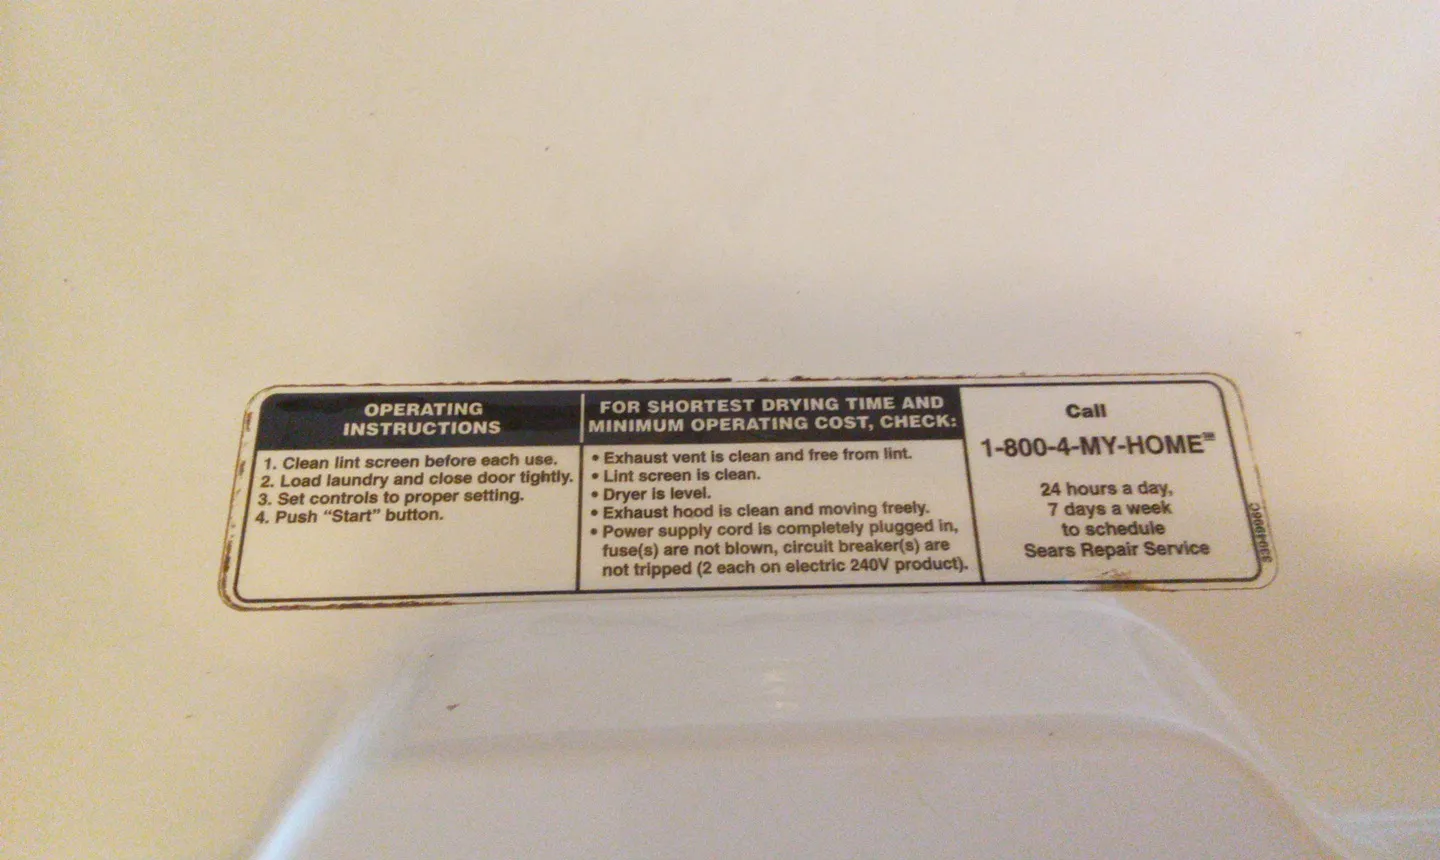 OPERATING
INSTRUCTIONS
1. Clean lint screen before each use.
2. Load laundry and close door tightly.
3. Set controls to proper setting.
4. Push “Start” button.
FOR SHORTEST DRYING TIME AND
MINIMUM OPERATING COST, CHECK:
• Exhaust vent is clean and free from lint.
• Lint screen is clean.
• Dryer is level.
• Exhaust hood is clean and moving freely.
• Power supply cord is completely plugged in,
fuse(s) are not blown, circuit breaker(s) are
not tripped (2 each on electric 240V product).
Call
1-800-4-MY-HOME℠
24 hours a day,
7 days a week
to schedule
Sears Repair Service